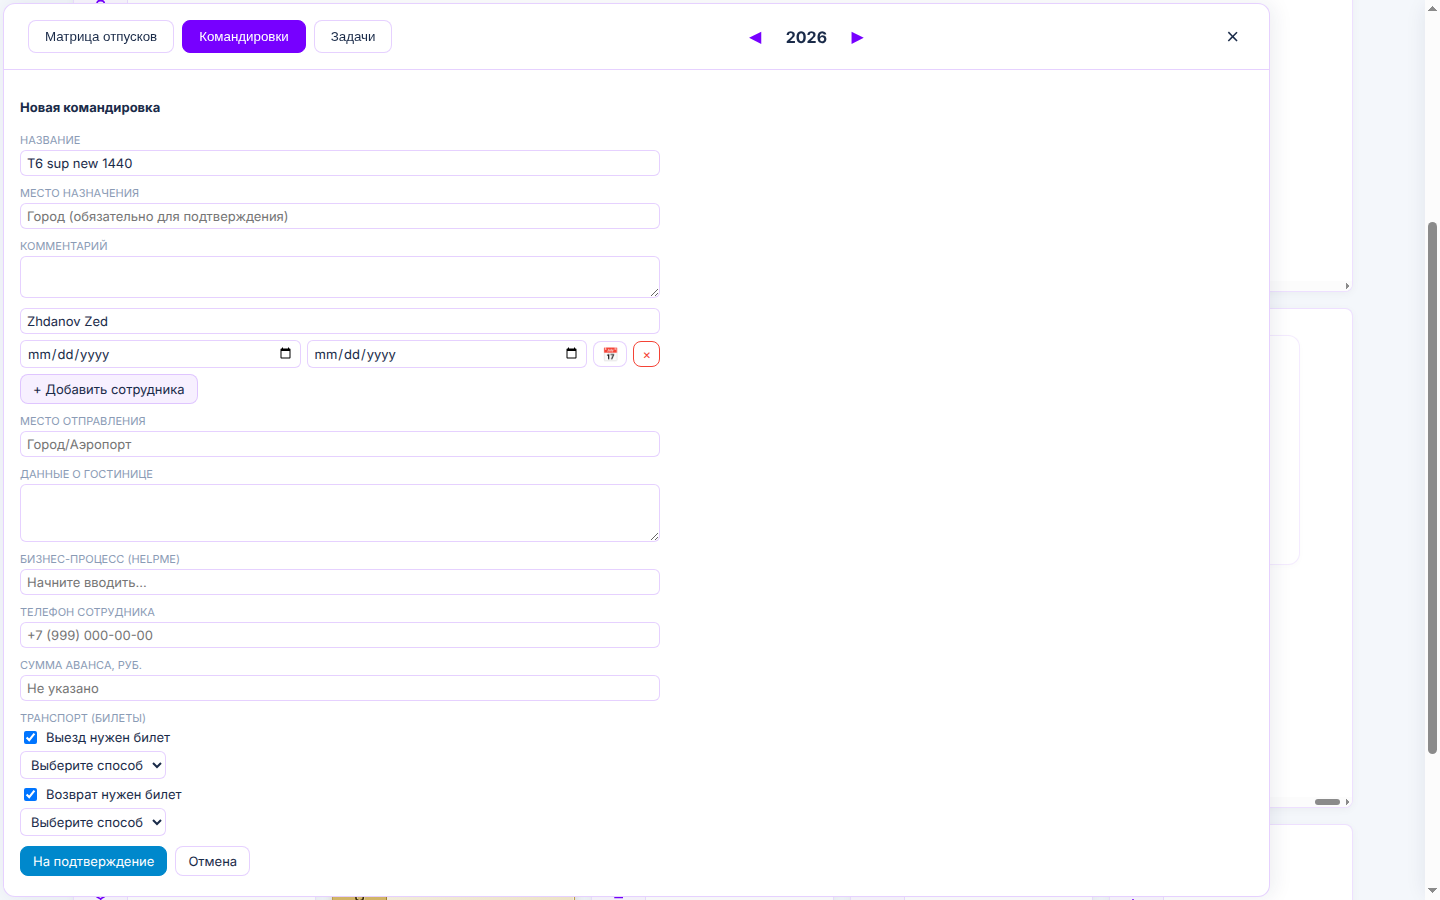 Матрица отпусков
Командировки
Задачи
◀ 2026 ▶
×
Новая командировка
НАЗВАНИЕ
T6 sup new 1440
МЕСТО НАЗНАЧЕНИЯ
Город (обязательно для подтверждения)
КОММЕНТАРИЙ
Zhdanov Zed
mm/dd/yyyy
mm/dd/yyyy
×
+ Добавить сотрудника
МЕСТО ОТПРАВЛЕНИЯ
Город/Аэропорт
ДАННЫЕ О ГОСТИНИЦЕ
БИЗНЕС-ПРОЦЕСС (HELPME)
Начните вводить...
ТЕЛЕФОН СОТРУДНИКА
+7 (999) 000-00-00
СУММА АВАНСА, РУБ.
Не указано
ТРАНСПОРТ (БИЛЕТЫ)
Выезд нужен билет
Выберите способ
Возврат нужен билет
Выберите способ
На подтверждение
Отмена